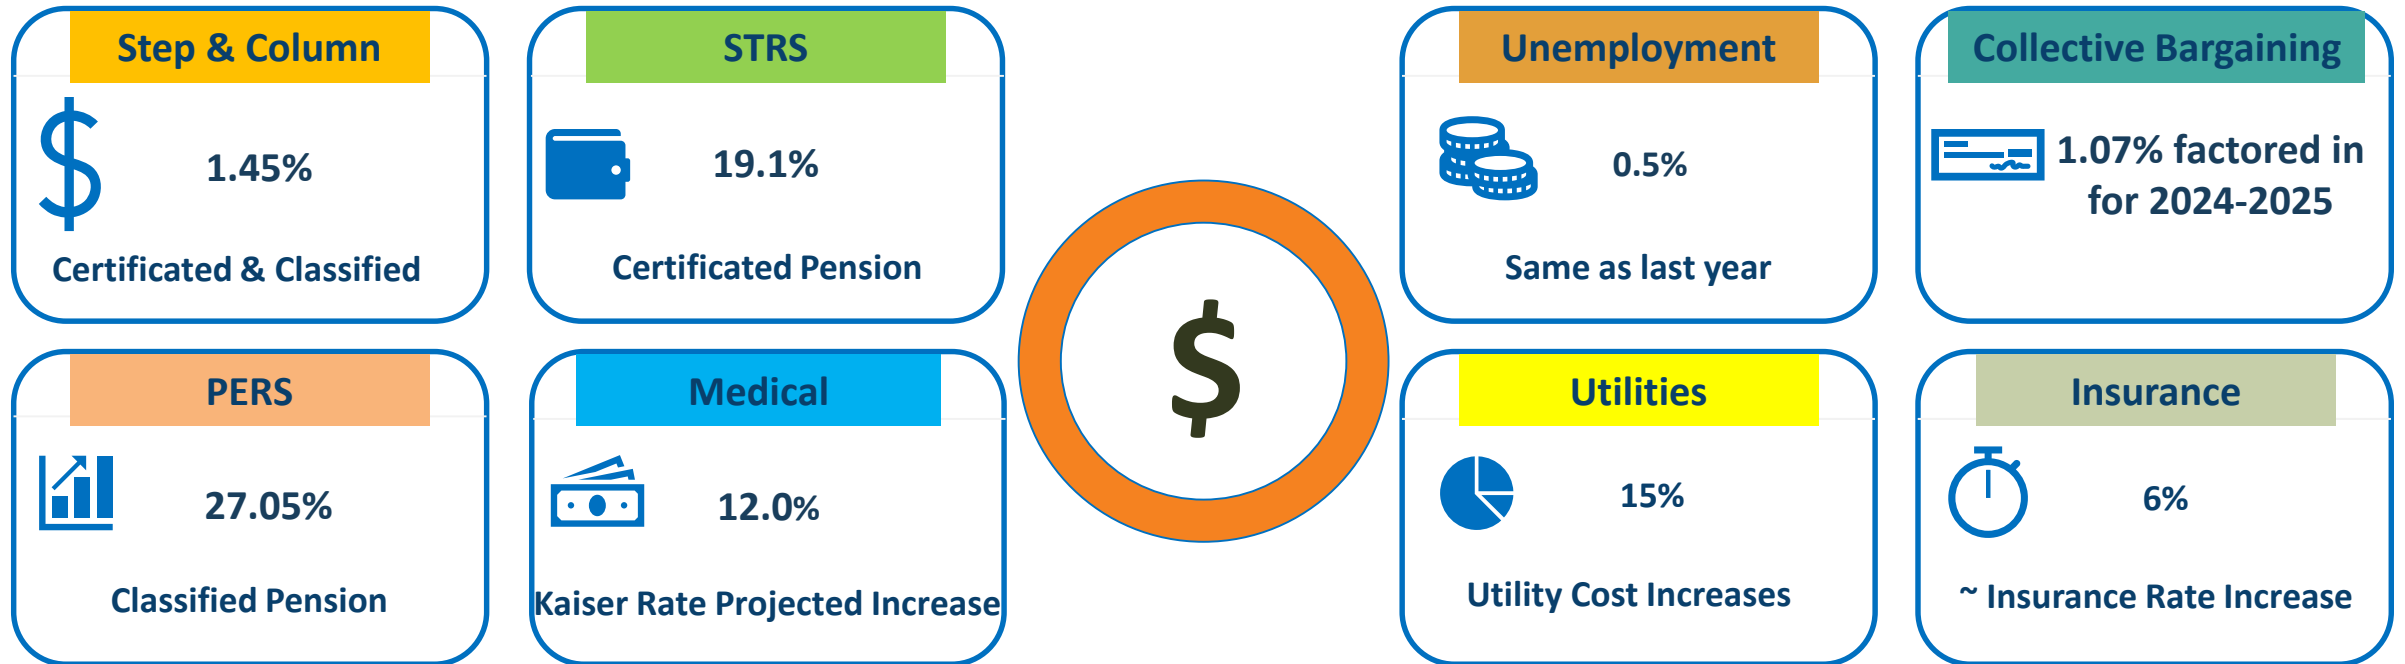 Step & Column
1.45%
Certificated & Classified
STRS
19.1%
Certificated Pension
Unemployment
0.5%
Same as last year
Collective Bargaining
1.07% factored in
for 2024-2025
$
PERS
27.05%
Classified Pension
Medical
12.0%
Kaiser Rate Projected Increase
Utilities
15%
Utility Cost Increases
Insurance
6%
~ Insurance Rate Increase